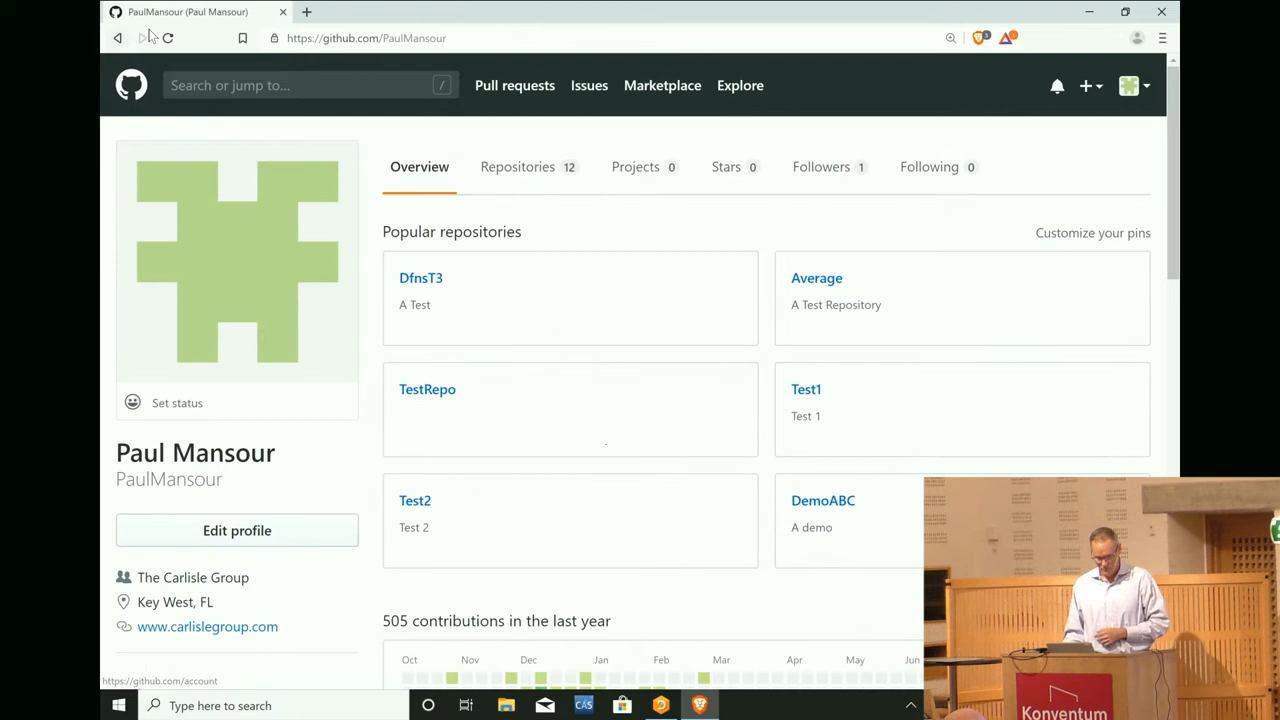 PaulMansour (Paul Mansour)
https://github.com/PaulMansour
3
1
Search or jump to...
/
Pull requests
Issues
Marketplace
Explore
Overview
Repositories 12
Projects 0
Stars 0
Followers 1
Following 0
Popular repositories
Customize your pins
DfnsT3
A Test
Average
A Test Repository
TestRepo
Test1
Test 1
Test2
Test 2
DemoABC
A demo
Set status
Paul Mansour
PaulMansour
Edit profile
The Carlisle Group
Key West, FL
www.carlislegroup.com
505 contributions in the last year
Oct Nov Dec Jan Feb Mar Apr May Jun
https://github.com/account
Type here to search
CAS
Konventum